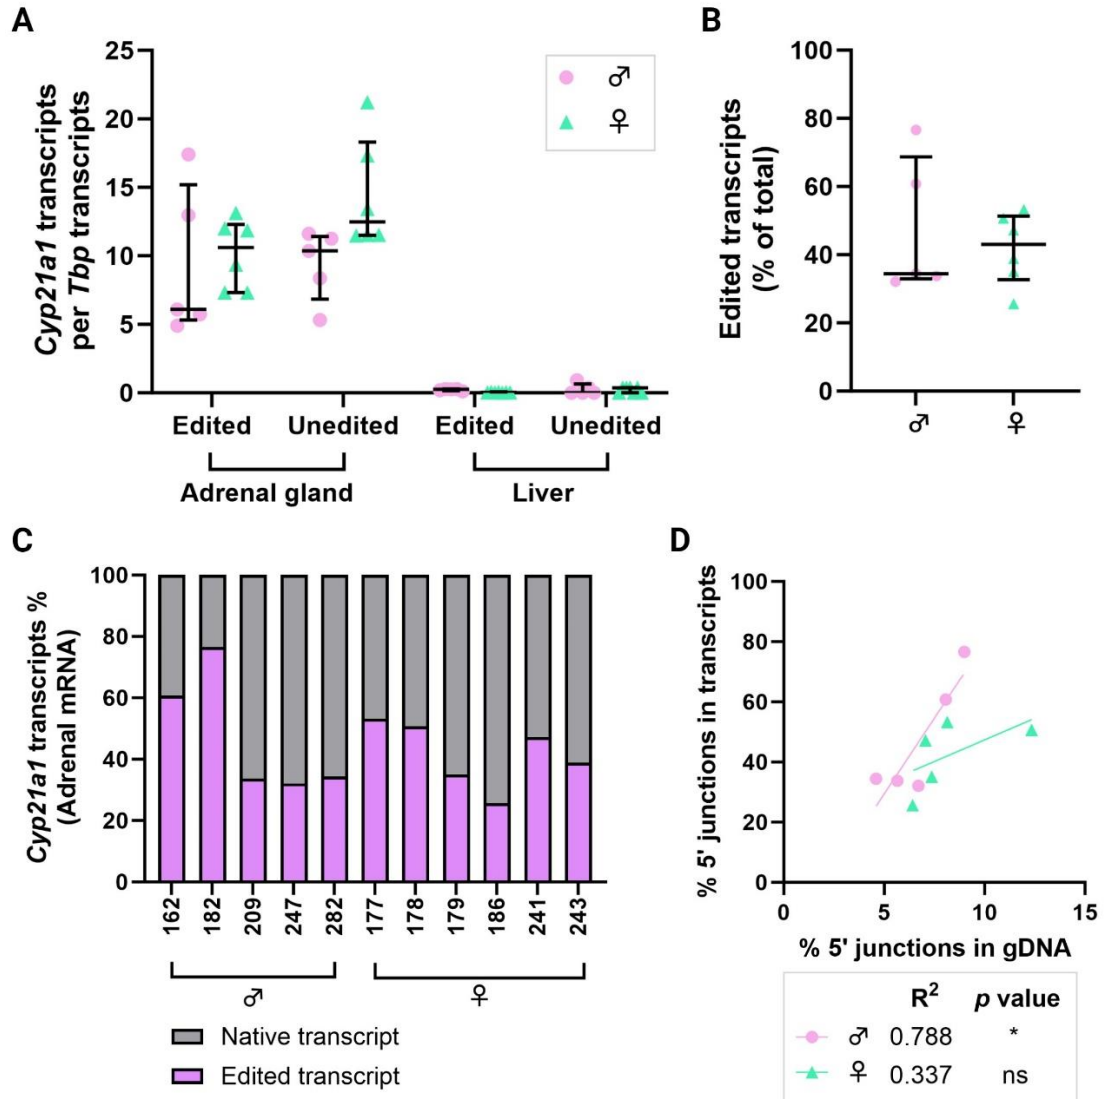 A
Cyp21a1 transcripts
per Tbp transcripts
25
20
15
10
5
0
♂
♀
Edited
Unedited
Edited
Unedited
Adrenal gland
Liver
B
Edited transcripts
(% of total)
100
80
60
40
20
0
♂
♀
C
Cyp21a1 transcripts %
(Adrenal mRNA)
100
80
60
40
20
0
162
182
209
247
282
177
178
179
186
241
243
♂
♀
Native transcript
Edited transcript
D
% 5' junctions in transcripts
100
80
60
40
20
0
0
5
10
15
% 5' junctions in gDNA
R² p value
♂ 0.788 *
♀ 0.337 ns